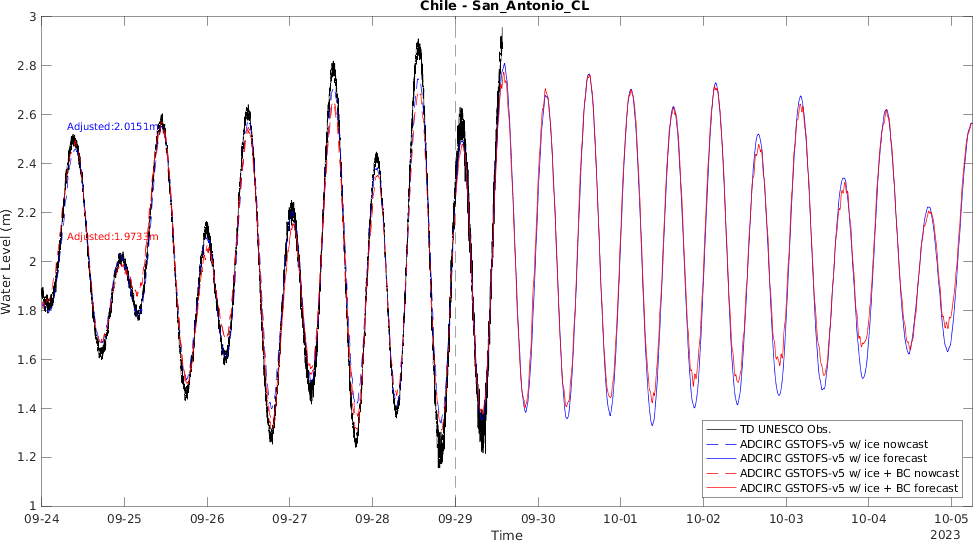 Chile - San_Antonio_CL
3
2.8
2.6
2.4
2.2
2
1.8
1.6
1.4
1.2
1
Water Level (m)
Adjusted:2.0151m
Adjusted:1.9733m
TD UNESCO Obs.
ADCIRC GSTOFS-v5 w/ ice nowcast
ADCIRC GSTOFS-v5 w/ ice forecast
ADCIRC GSTOFS-v5 w/ ice + BC nowcast
ADCIRC GSTOFS-v5 w/ ice + BC forecast
09-24 09-25 09-26 09-27 09-28 09-29 09-30 10-01 10-02 10-03 10-04 10-05
Time
2023